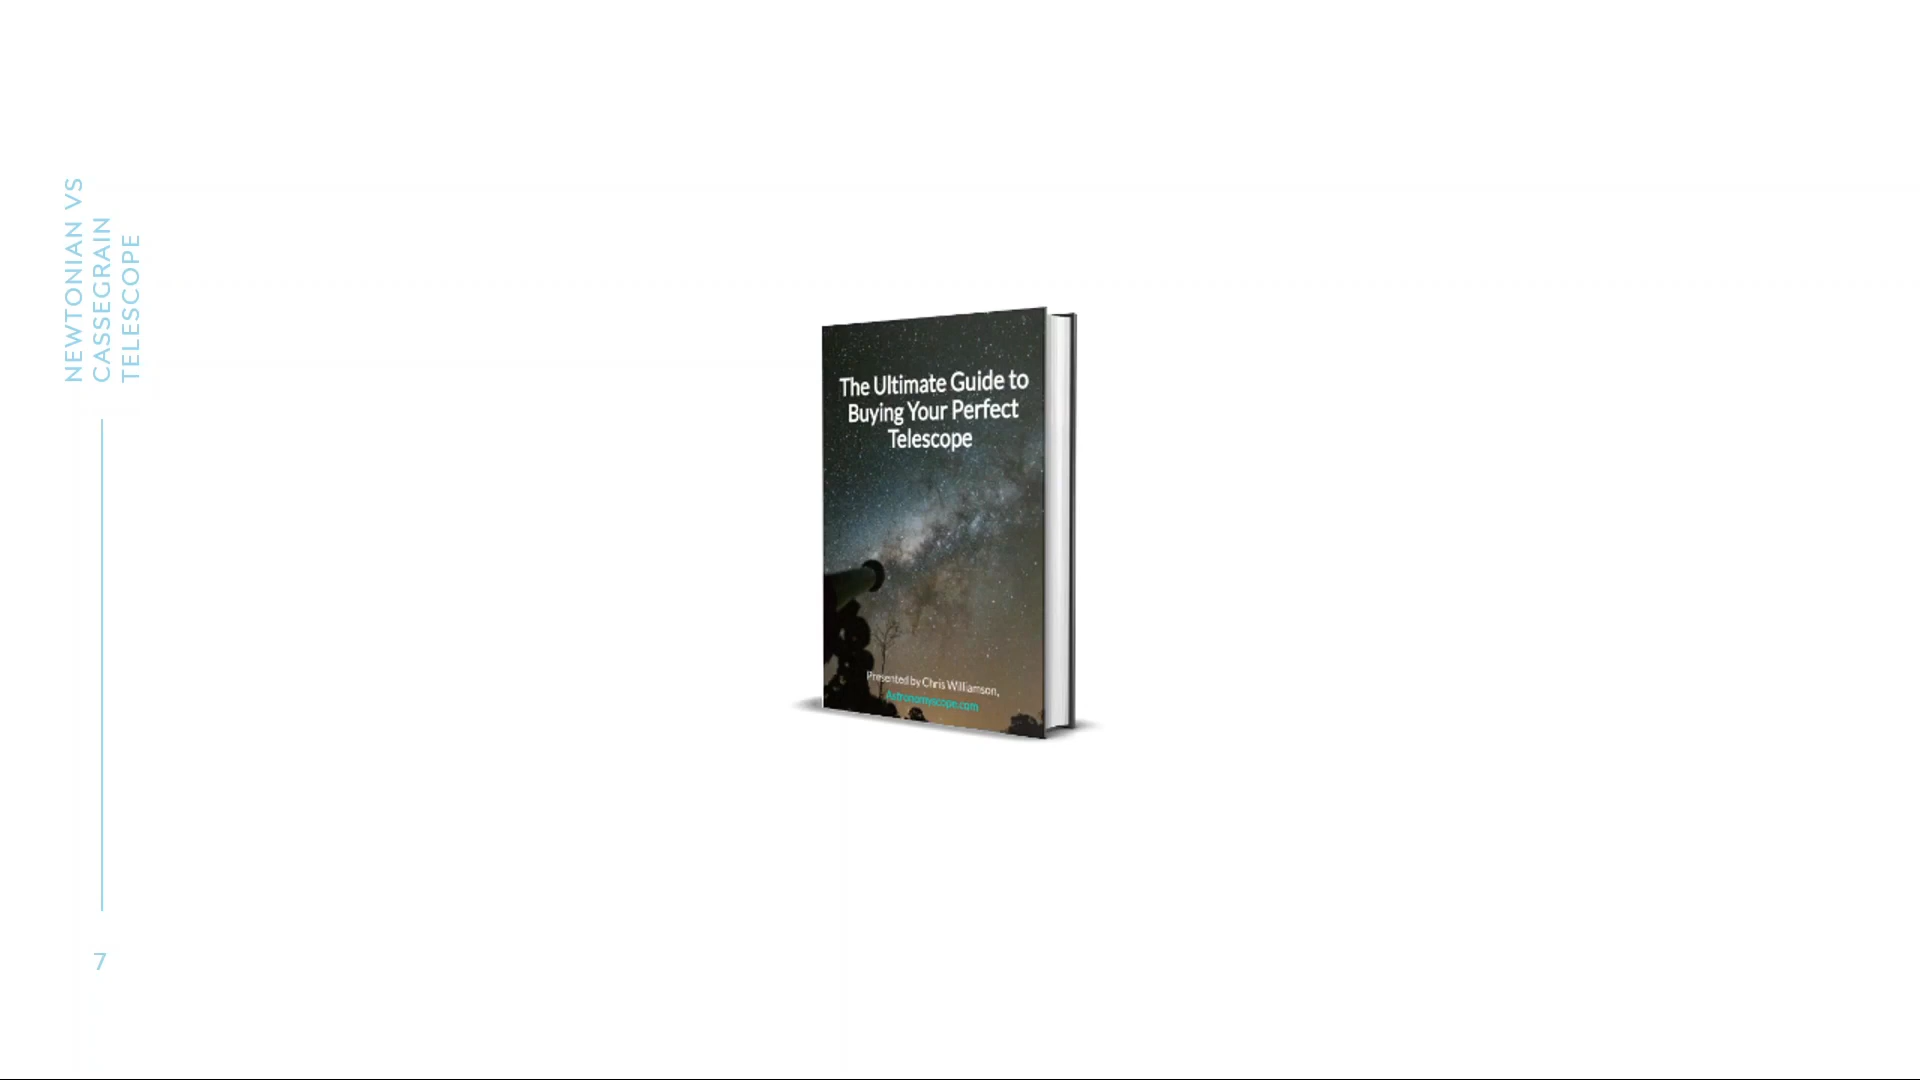 NEWTONIAN VS
CASSEGRAIN
TELESCOPE
7
The Ultimate Guide to
Buying Your Perfect
Telescope
Presented by Chris Williamson,
Astronomyscope.com